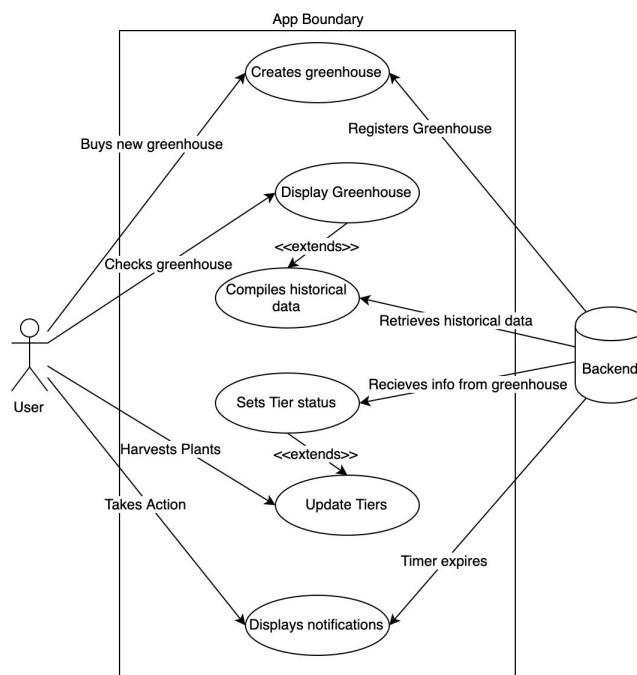 App Boundary
Creates greenhouse
Registers Greenhouse
Buys new greenhouse
Display Greenhouse
<<extends>>
Checks greenhouse
Compiles historical
data
Retrieves historical data
Backend
Recieves info from greenhouse
User
Sets Tier status
Harvests Plants
<<extends>>
Takes Action
Update Tiers
Timer expires
Displays notifications